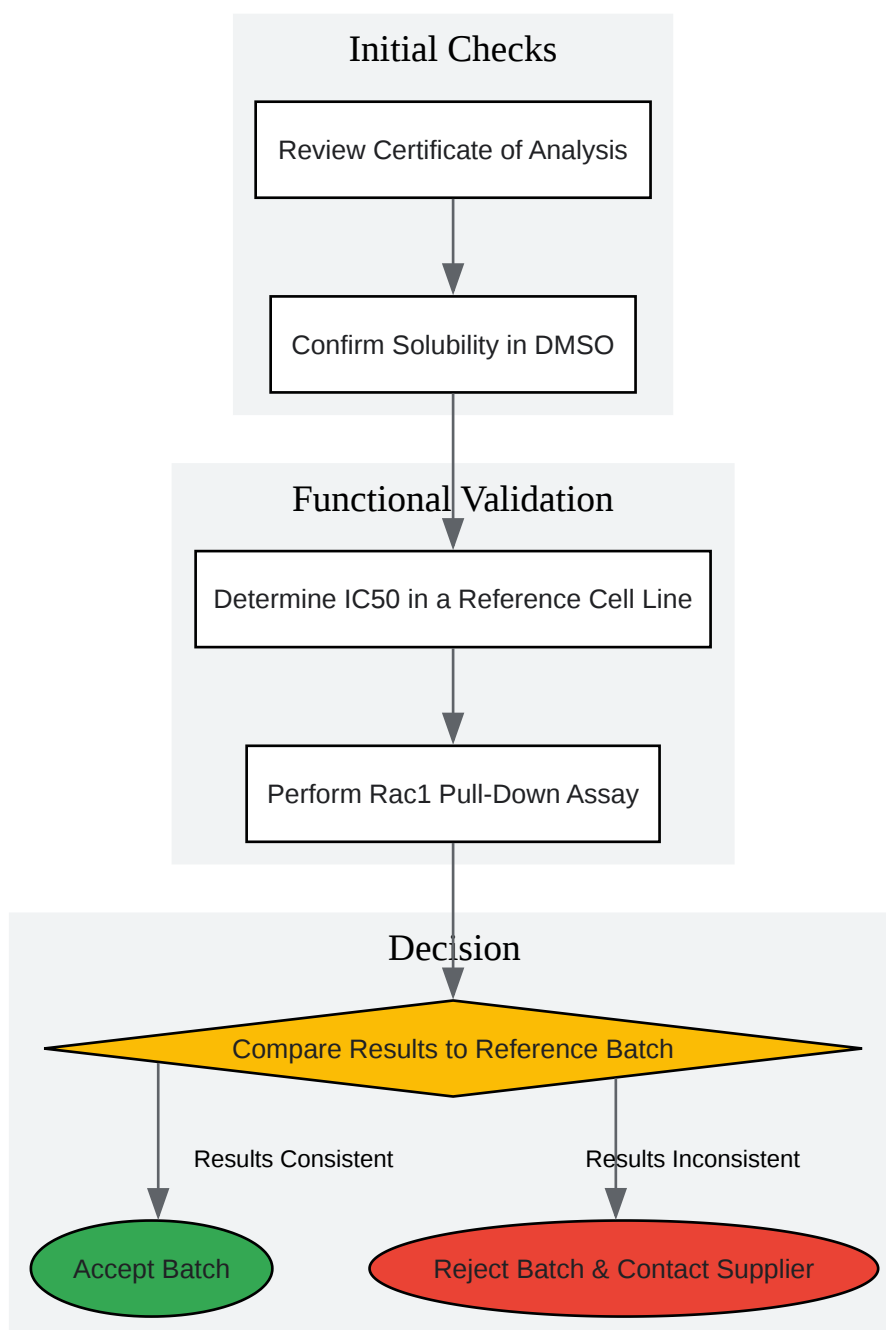 Initial Checks
Review Certificate of Analysis
Confirm Solubility in DMSO
Functional Validation
Determine IC50 in a Reference Cell Line
Perform Rac1 Pull-Down Assay
Decision
Compare Results to Reference Batch
Results Consistent
Results Inconsistent
Accept Batch
Reject Batch & Contact Supplier